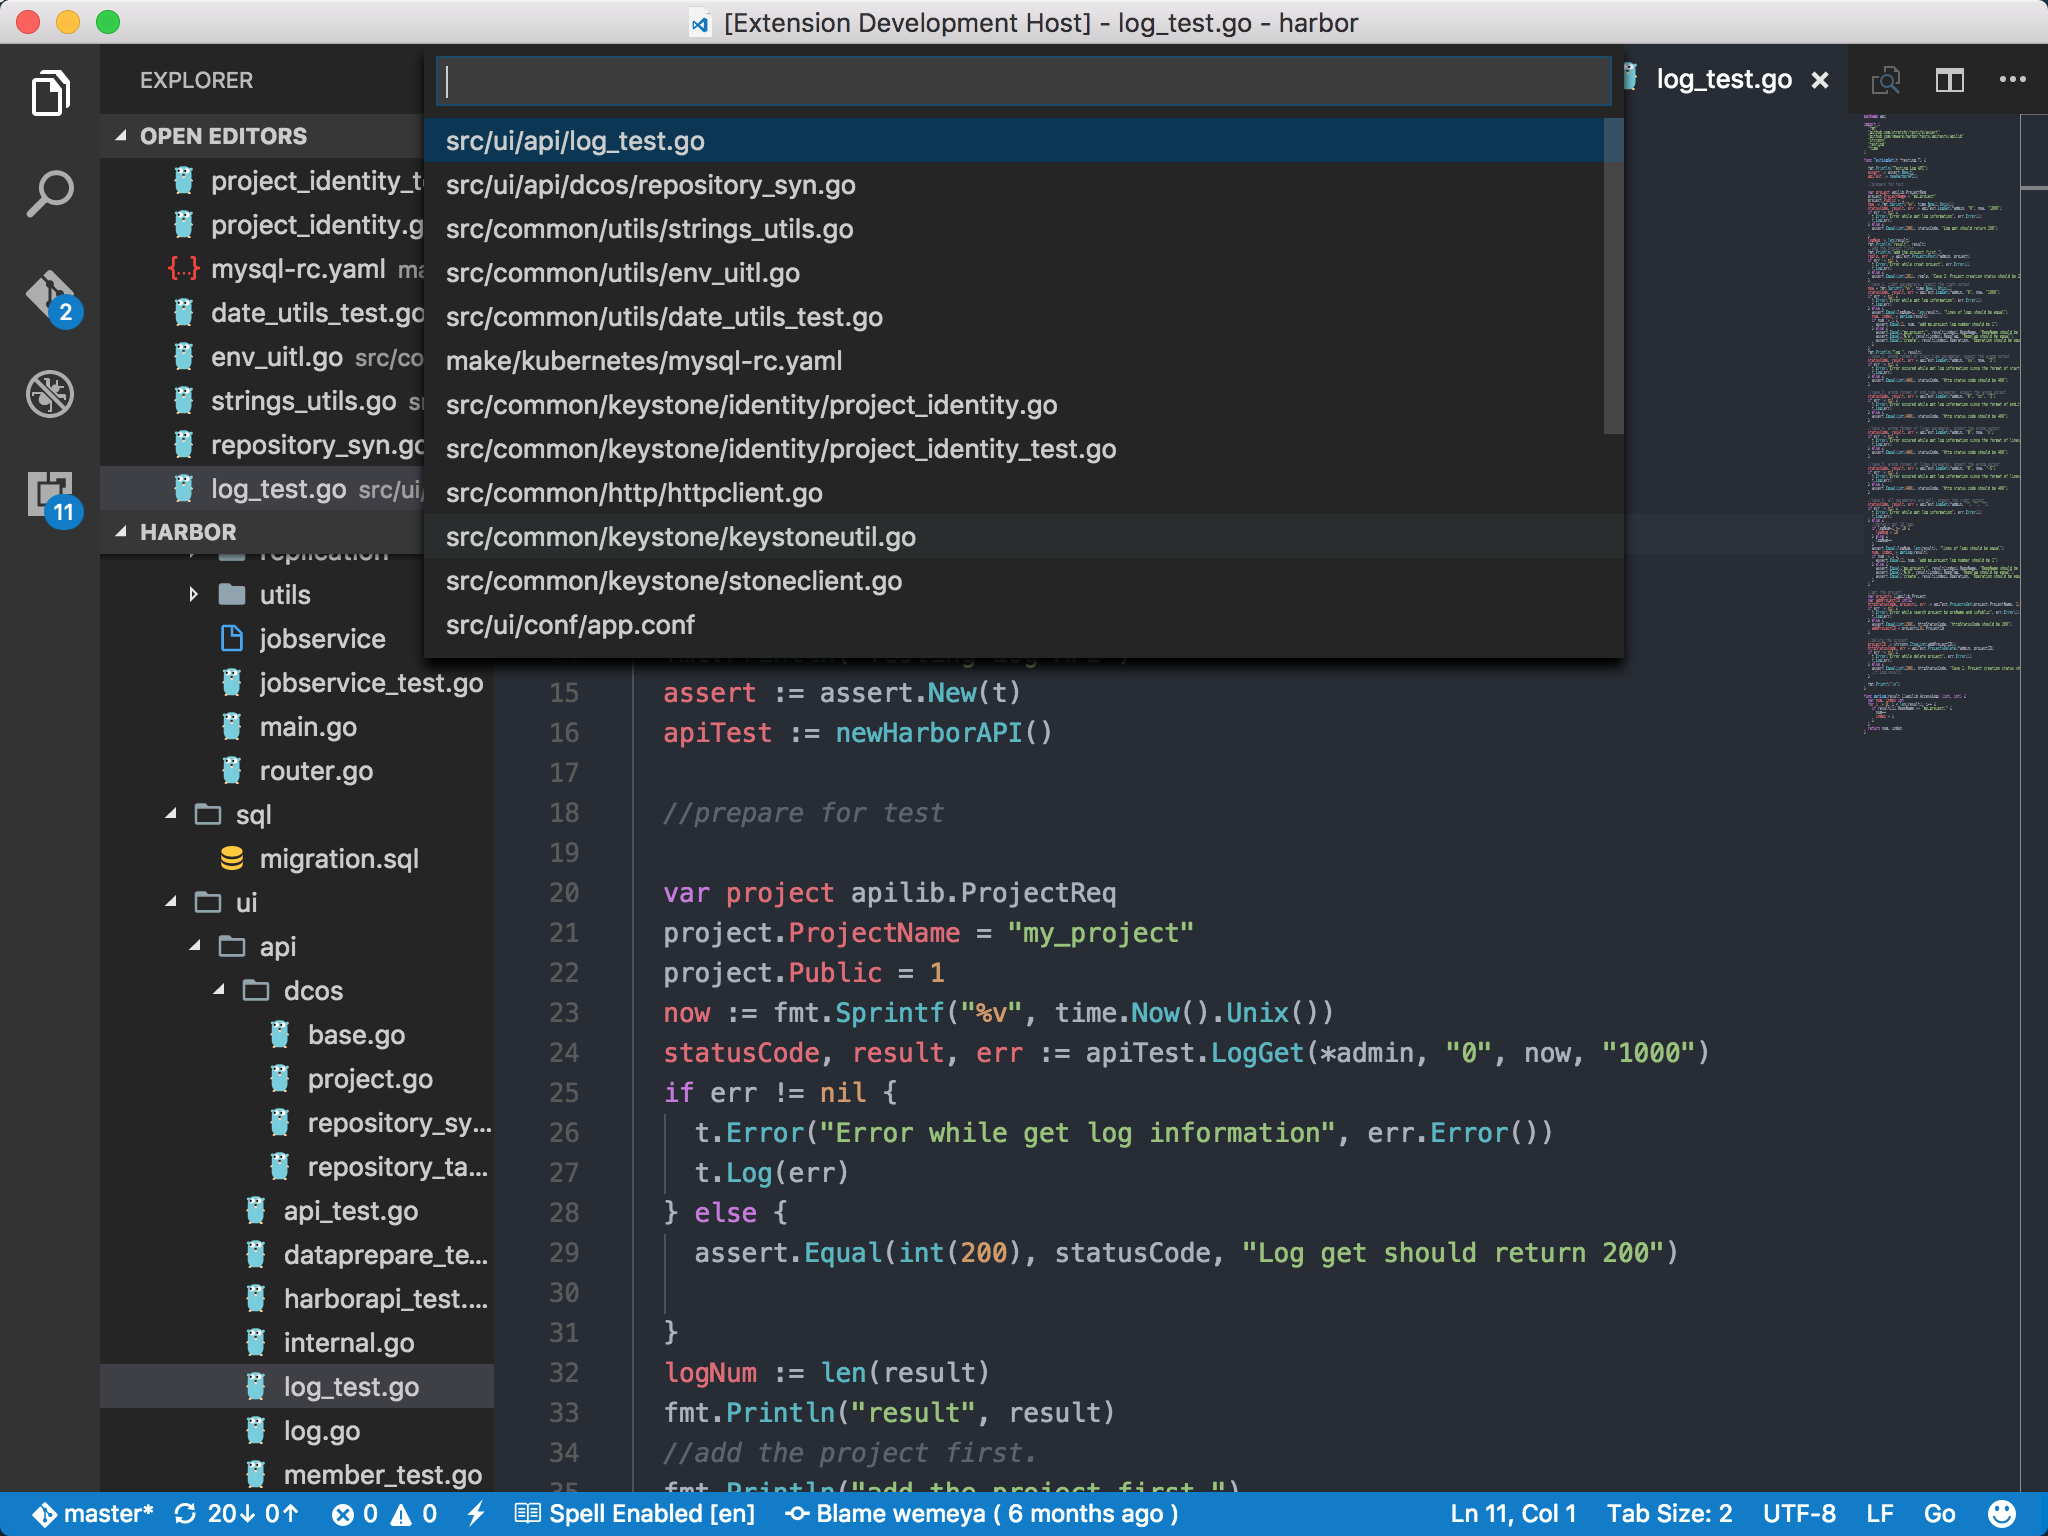 [Extension Development Host] - log_test.go - harbor
EXPLORER
log_test.go
OPEN EDITORS
project_identity_t
project_identity.g
{...} mysql-rc.yaml
date_utils_test.go
env_uitl.go src/co
strings_utils.go
repository_syn.go
log_test.go src/ui/
2
11
HARBOR
replication
utils
jobservice
jobservice_test.go
main.go
router.go
sql
migration.sql
ui
api
dcos
base.go
project.go
repository_sy...
repository_ta...
api_test.go
dataprepare_te...
harborapi_test....
internal.go
log_test.go
log.go
member_test.go
src/ui/api/log_test.go
src/ui/api/dcos/repository_syn.go
src/common/utils/strings_utils.go
src/common/utils/env_uitl.go
src/common/utils/date_utils_test.go
make/kubernetes/mysql-rc.yaml
src/common/keystone/identity/project_identity.go
src/common/keystone/identity/project_identity_test.go
src/common/http/httpclient.go
src/common/keystone/keystoneutil.go
src/common/keystone/stoneclient.go
src/ui/conf/app.conf
15 assert := assert.New(t)
16 apiTest := newHarborAPI()
17
18 //prepare for test
19
20 var project apilib.ProjectReq
21 project.ProjectName = "my_project"
22 project.Public = 1
23 now := fmt.Sprintf("%v", time.Now().Unix())
24 statusCode, result, err := apiTest.LogGet(*admin, "0", now, "1000")
25 if err != nil {
26 t.Error("Error while get log information", err.Error())
27 t.Log(err)
28 } else {
29 assert.Equal(int(200), statusCode, "Log get should return 200")
30
31 }
32 logNum := len(result)
33 fmt.Println("result", result)
34 //add the project first.
35 fmt.Println("add the project first.")
master* 20↓ 0↑ 0 0 Spell Enabled [en] Blame wemeya ( 6 months ago ) Ln 11, Col 1 Tab Size: 2 UTF-8 LF Go